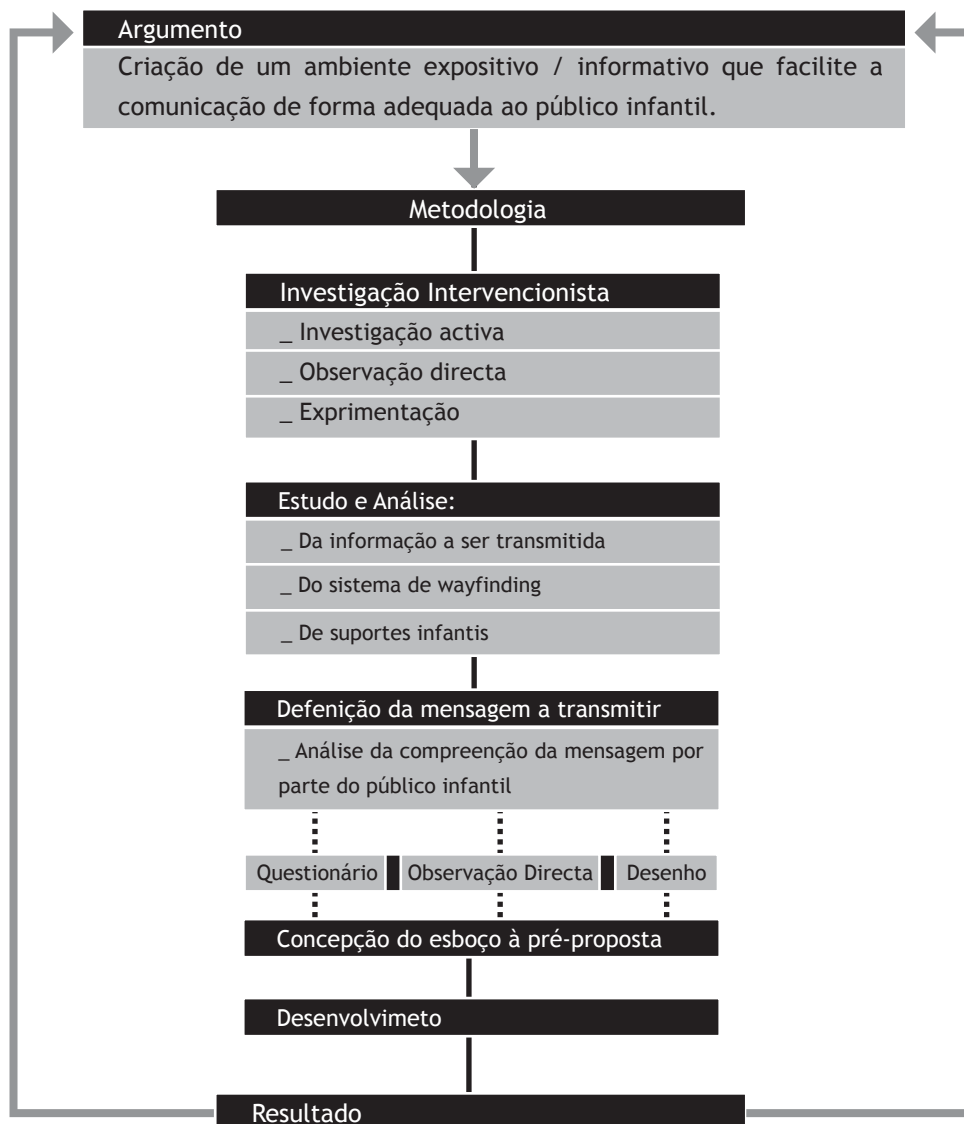 Argumento
Criação de um ambiente expositivo / informativo que facilite a
comunicação de forma adequada ao público infantil.
Metodologia
Investigação Intervencionista
_ Investigação activa
_ Observação directa
_ Exprimentação
Estudo e Análise:
_ Da informação a ser transmitida
_ Do sistema de wayfinding
_ De suportes infantis
Defenição da mensagem a transmitir
_ Análise da compreenção da mensagem por
parte do público infantil
Questionário Observação Directa Desenho
Concepção do esboço à pré-proposta
Desenvolvimeto
Resultado